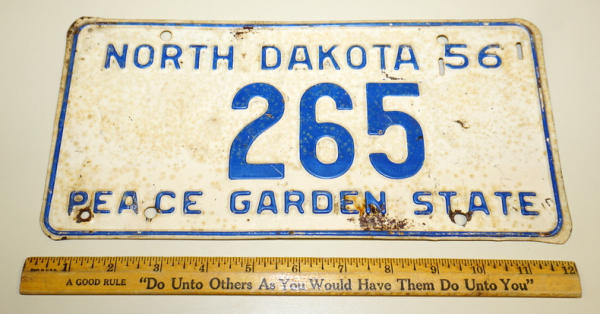 NORTH DAKOTA 56
265
PEACE GARDEN STATE
1 2 3 4 5 6 7 8 9 10 11 12
A GOOD RULE "Do Unto Others As You Would Have Them Do Unto You"